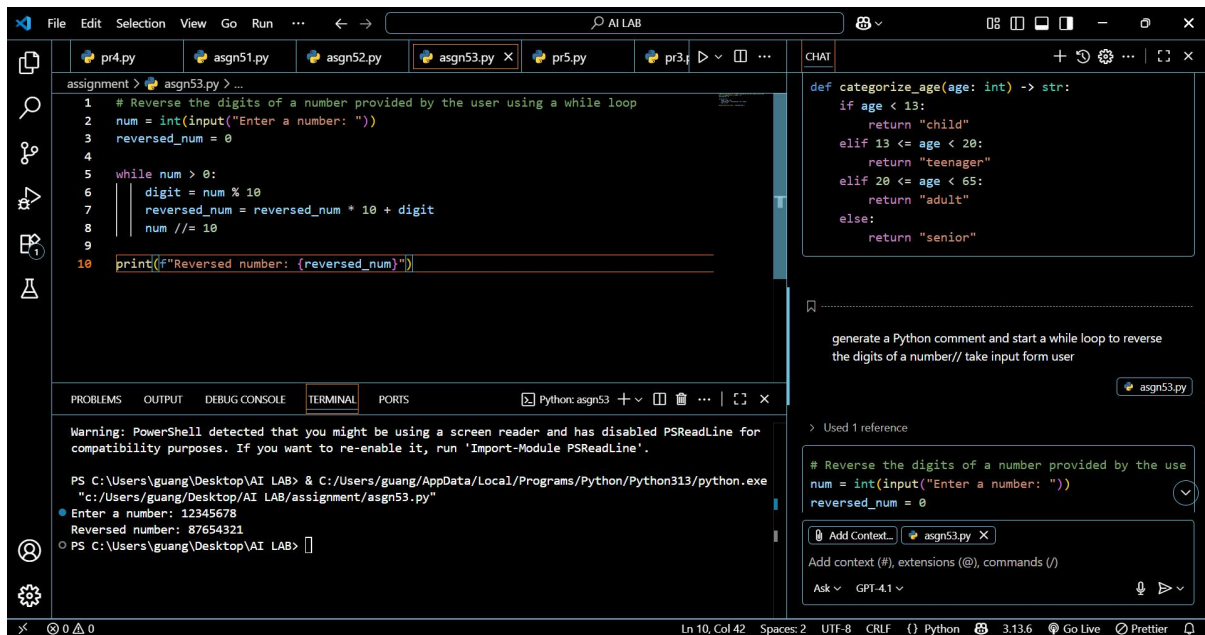 File Edit Selection View Go Run ··· ← → AI LAB
pr4.py asgn51.py asgn52.py asgn53.py × pr5.py pr3.p ···
assignment > asgn53.py > ...
1 # Reverse the digits of a number provided by the user using a while loop
2 num = int(input("Enter a number: "))
3 reversed_num = 0
4
5 while num > 0:
6     digit = num % 10
7     reversed_num = reversed_num * 10 + digit
8     num //= 10
9
10 print(f"Reversed number: {reversed_num}")
PROBLEMS OUTPUT DEBUG CONSOLE TERMINAL PORTS Python: asgn53
Warning: PowerShell detected that you might be using a screen reader and has disabled PSReadLine for
compatibility purposes. If you want to re-enable it, run 'Import-Module PSReadLine'.
PS C:\Users\guang\Desktop\AI LAB> & C:/Users/guang/AppData/Local/Programs/Python/Python313/python.exe
"c:/Users/guang/Desktop/AI LAB/assignment/asgn53.py"
Enter a number: 12345678
Reversed number: 87654321
PS C:\Users\guang\Desktop\AI LAB>
CHAT
def categorize_age(age: int) -> str:
    if age < 13:
        return "child"
    elif 13 <= age < 20:
        return "teenager"
    elif 20 <= age < 65:
        return "adult"
    else:
        return "senior"
generate a Python comment and start a while loop to reverse
the digits of a number// take input form user
asgn53.py
> Used 1 reference
# Reverse the digits of a number provided by the use
num = int(input("Enter a number: "))
reversed_num = 0
Add Context... asgn53.py ×
Add context (#), extensions (@), commands (/)
Ask GPT-4.1
1
0 0 Ln 10, Col 42 Spaces: 2 UTF-8 CRLF {} Python 3.13.6 Go Live Prettier